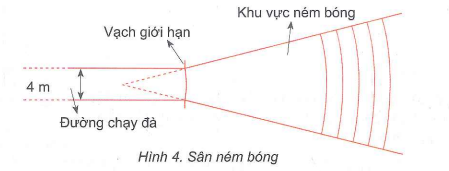 Khu vực ném bóng
Vạch giới hạn
4 m
Đường chạy đà
Hình 4. Sân ném bóng